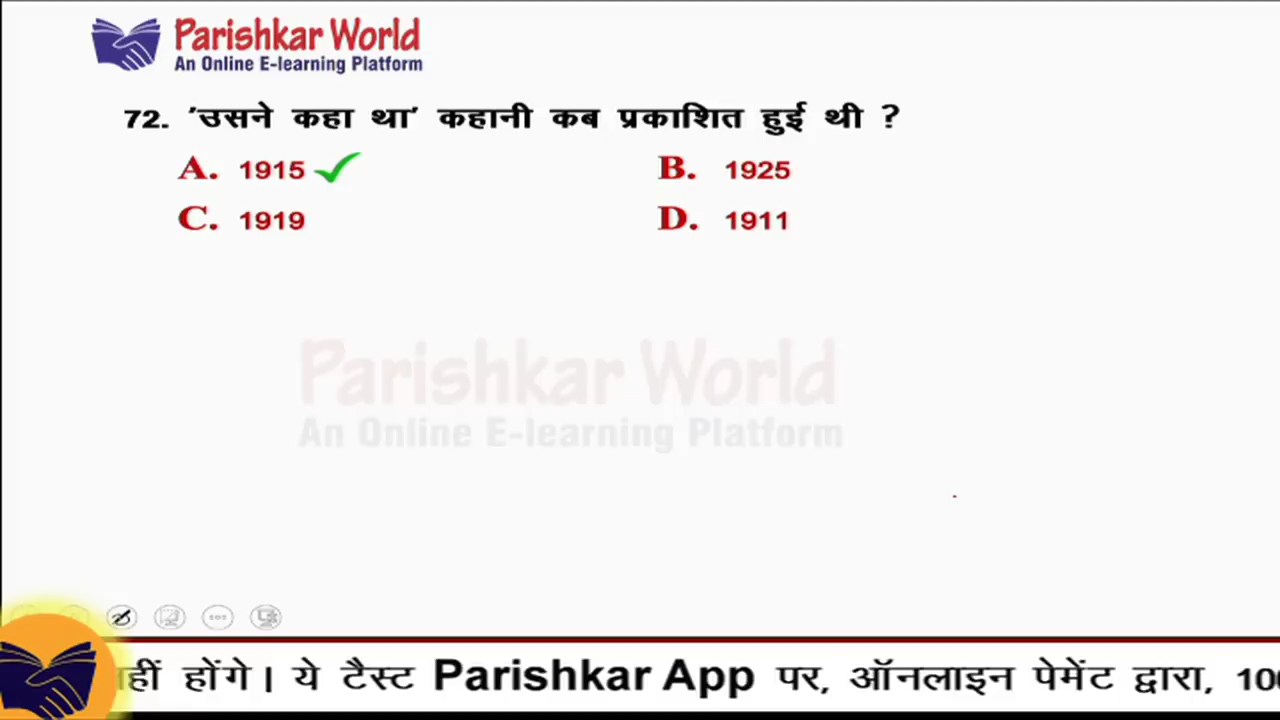 Parishkar World
An Online E-learning Platform
72. 'उसने कहा था' कहानी कब प्रकाशित हुई थी ?
A. 1915
B. 1925
C. 1919
D. 1911
Parishkar World
An Online E-learning Platform
होंगे। ये टैस्ट Parishkar App पर, ऑनलाइन पेमेंट द्वारा,